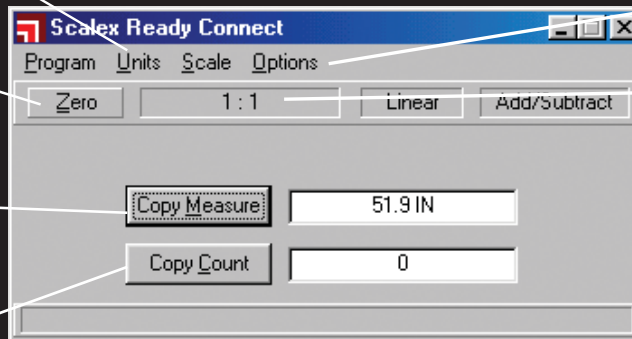 Scalex Ready Connect
Program Units Scale Options
Zero 1 : 1 Linear Add/Subtract
Copy Measure 51.9 IN
Copy Count 0